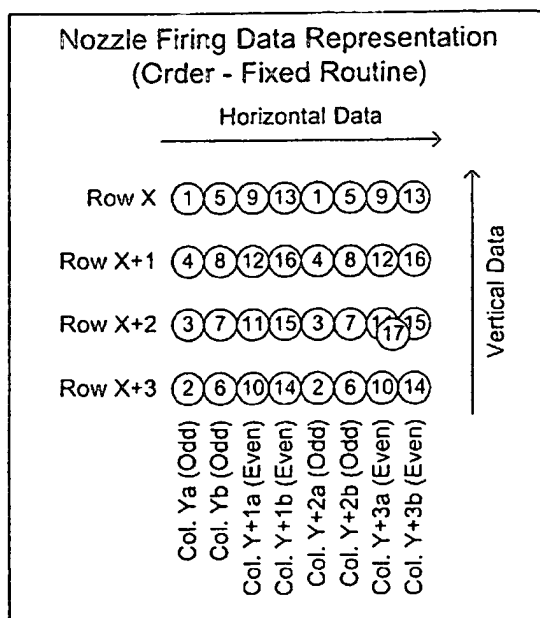 Nozzle Firing Data Representation
(Order - Fixed Routine)
Horizontal Data
Row X 1 5 9 13 1 5 9 13
Row X+1 4 8 12 16 4 8 12 16
Row X+2 3 7 11 15 3 7 15
17
Row X+3 2 6 10 14 2 6 10 14
Vertical Data
Col. Ya (Odd)
Col. Yb (Odd)
Col. Y+1a (Even)
Col. Y+1b (Even)
Col. Y+2a (Odd)
Col. Y+2b (Odd)
Col. Y+3a (Even)
Col. Y+3b (Even)